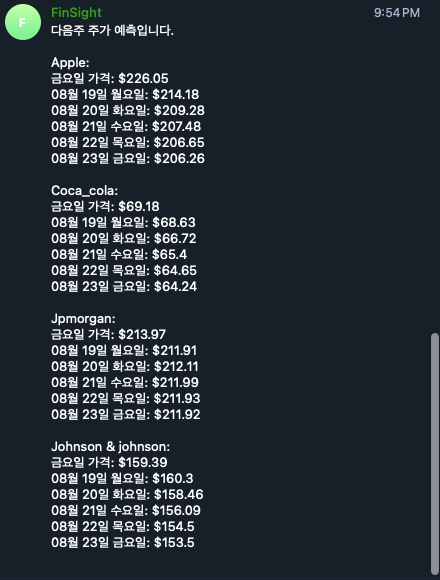 F
FinSight
9:54 PM
다음주 주가 예측입니다.
Apple:
금요일 가격: $226.05
08월 19일 월요일: $214.18
08월 20일 화요일: $209.28
08월 21일 수요일: $207.48
08월 22일 목요일: $206.65
08월 23일 금요일: $206.26
Coca_cola:
금요일 가격: $69.18
08월 19일 월요일: $68.63
08월 20일 화요일: $66.72
08월 21일 수요일: $65.4
08월 22일 목요일: $64.65
08월 23일 금요일: $64.24
Jpmorgan:
금요일 가격: $213.97
08월 19일 월요일: $211.91
08월 20일 화요일: $212.11
08월 21일 수요일: $211.99
08월 22일 목요일: $211.93
08월 23일 금요일: $211.92
Johnson & johnson:
금요일 가격: $159.39
08월 19일 월요일: $160.3
08월 20일 화요일: $158.46
08월 21일 수요일: $156.09
08월 22일 목요일: $154.5
08월 23일 금요일: $153.5